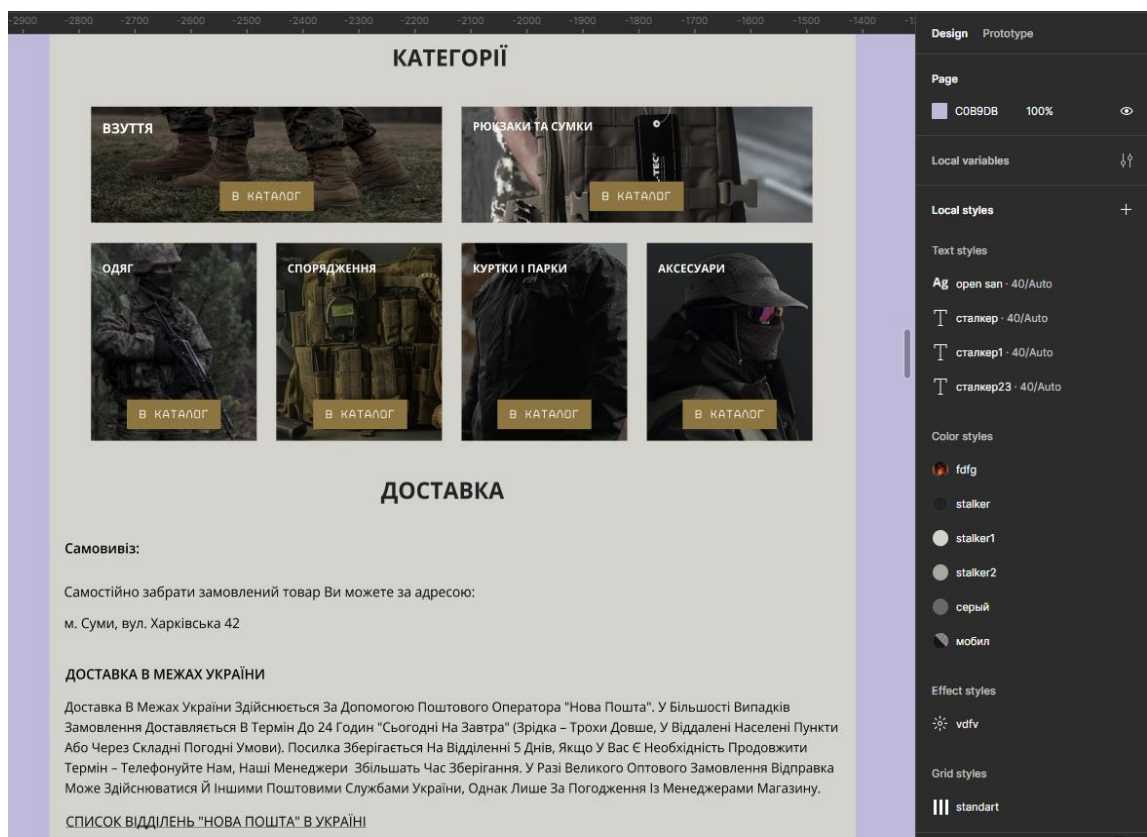 -2900 -2800 -2700 -2600 -2500 -2400 -2300 -2200 -2100 -2000 -1900 -1800 -1700 -1600 -1500 -1400
Design Prototype
КАТЕГОРІЇ
ВЗУТТЯ
В КАТАЛОГ
РЮКЗАКИ ТА СУМКИ
-TEC
В КАТАЛОГ
ОДЯГ
В КАТАЛОГ
СПОРЯДЖЕННЯ
В КАТАЛОГ
КУРТКИ І ПАРКИ
В КАТАЛОГ
АКСЕСУАРИ
В КАТАЛОГ
ДОСТАВКА
Самовивіз:
Самостійно забрати замовлений товар Ви можете за адресою:
м. Суми, вул. Харківська 42
ДОСТАВКА В МЕЖАХ УКРАЇНИ
Доставка В Межах України Здійснюється За Допомогою Поштового Оператора "Нова Пошта". У Більшості Випадків
Замовлення Доставляється В Термін До 24 Годин "Сьогодні На Завтра" (Зрідка – Трохи Довше, У Віддалені Населені Пункти
Або Через Складні Погодні Умови). Посилка Зберігається На Відділенні 5 Днів, Якщо У Вас Є Необхідність Продовжити
Термін – Телефонуйте Нам, Наші Менеджери Збільшать Час Зберігання. У Разі Великого Оптового Замовлення Відправка
Може Здійснюватися Й Іншими Поштовими Службами України, Однак Лише За Погодження Із Менеджерами Магазину.
СПИСОК ВІДДІЛЕНЬ "НОВА ПОШТА" В УКРАЇНІ
Page
C0B9DB 100%
Local variables
Local styles
Text styles
Ag open san · 40/Auto
сталкер · 40/Auto
сталкер1 · 40/Auto
сталкер23 · 40/Auto
Color styles
fdfg
stalker
stalker1
stalker2
серый
мобил
Effect styles
vdfv
Grid styles
standart